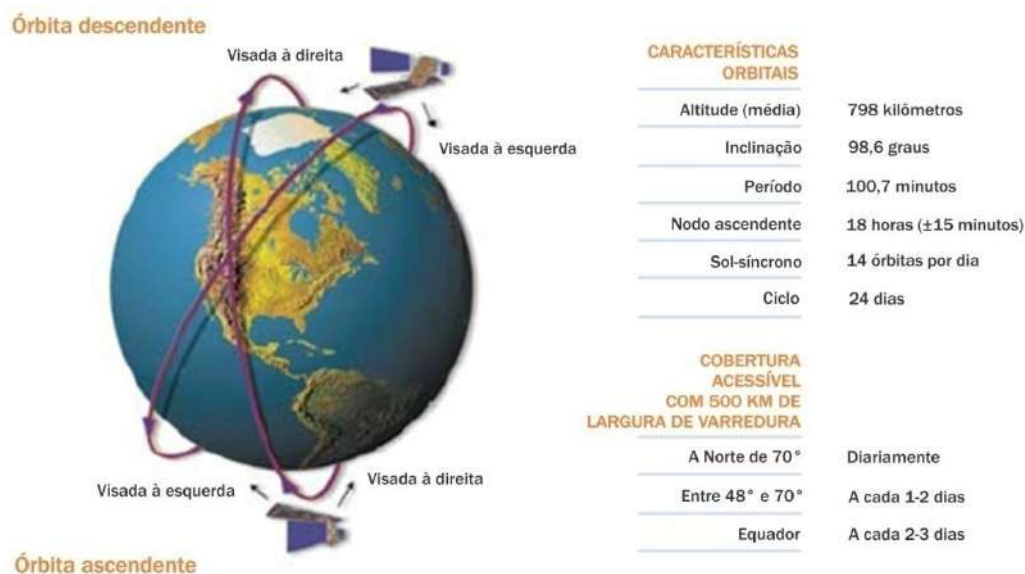 Órbita descendente
Visada à direita
Visada à esquerda
Visada à esquerda
Visada à direita
Órbita ascendente
CARACTERÍSTICAS
ORBITAIS
Altitude (média) 798 kilômetros
Inclinação 98,6 graus
Período 100,7 minutos
Nodo ascendente 18 horas (±15 minutos)
Sol-síncrono 14 órbitas por dia
Ciclo 24 dias
COBERTURA
ACESSÍVEL
COM 500 KM DE
LARGURA DE VARREDURA
A Norte de 70° Diariamente
Entre 48° e 70° A cada 1-2 dias
Equador A cada 2-3 dias